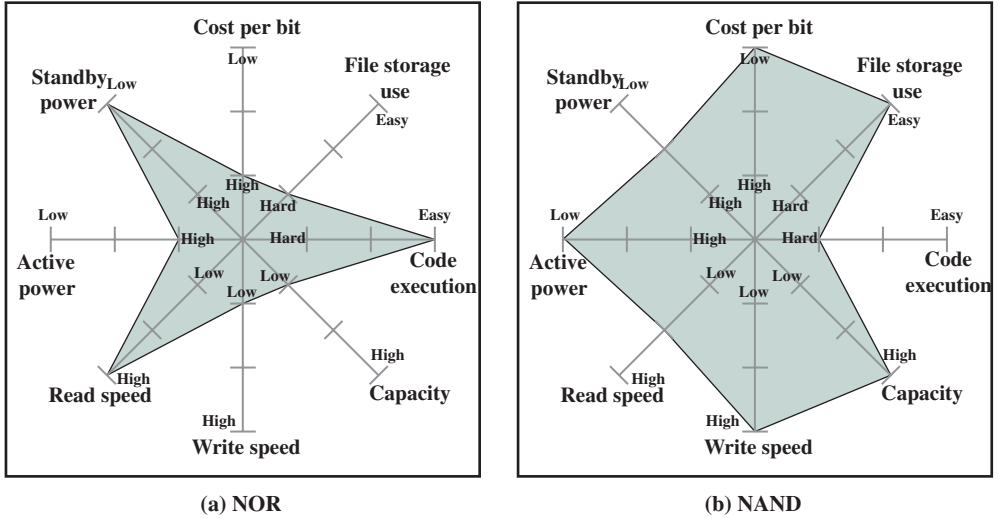 Cost per bit
Low
File storage
use
Easy
Standby
power
Low
High
High
Hard
Low
High
Hard
Easy
Active
power
Code
execution
Low
Low
Low
High
Read speed
High
Capacity
High
Write speed
(a) NOR
Cost per bit
Low
File storage
use
Easy
Standby
power
Low
High
High
Hard
Low
High
Hard
Easy
Active
power
Code
execution
Low
Low
Low
High
Read speed
High
Capacity
High
Write speed
(b) NAND